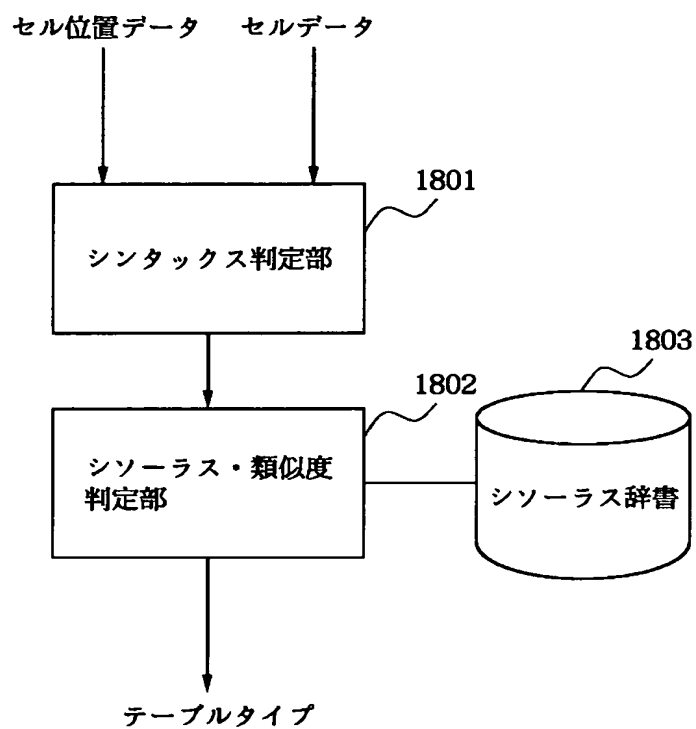 セル位置データ セルデータ
1801
シンタックス判定部
1803
1802
シソーラス・類似度
判定部
シソーラス辞書
テーブルタイプ